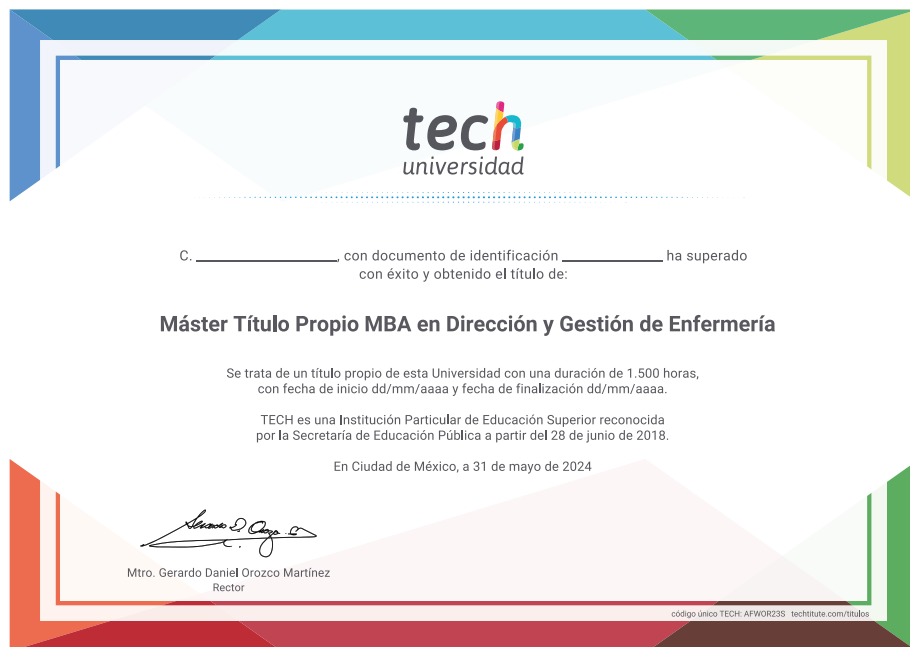 tech
universidad
C. ____________________, con documento de identificación ______________ ha superado
con éxito y obtenido el título de:
Máster Título Propio MBA en Dirección y Gestión de Enfermería
Se trata de un título propio de esta Universidad con una duración de 1.500 horas,
con fecha de inicio dd/mm/aaaa y fecha de finalización dd/mm/aaaa.
TECH es una Institución Particular de Educación Superior reconocida
por la Secretaría de Educación Pública a partir del 28 de junio de 2018.
En Ciudad de México, a 31 de mayo de 2024
Mtro. Gerardo Daniel Orozco Martínez
Rector
código único TECH: AFWOR23S techtitute.com/titulos